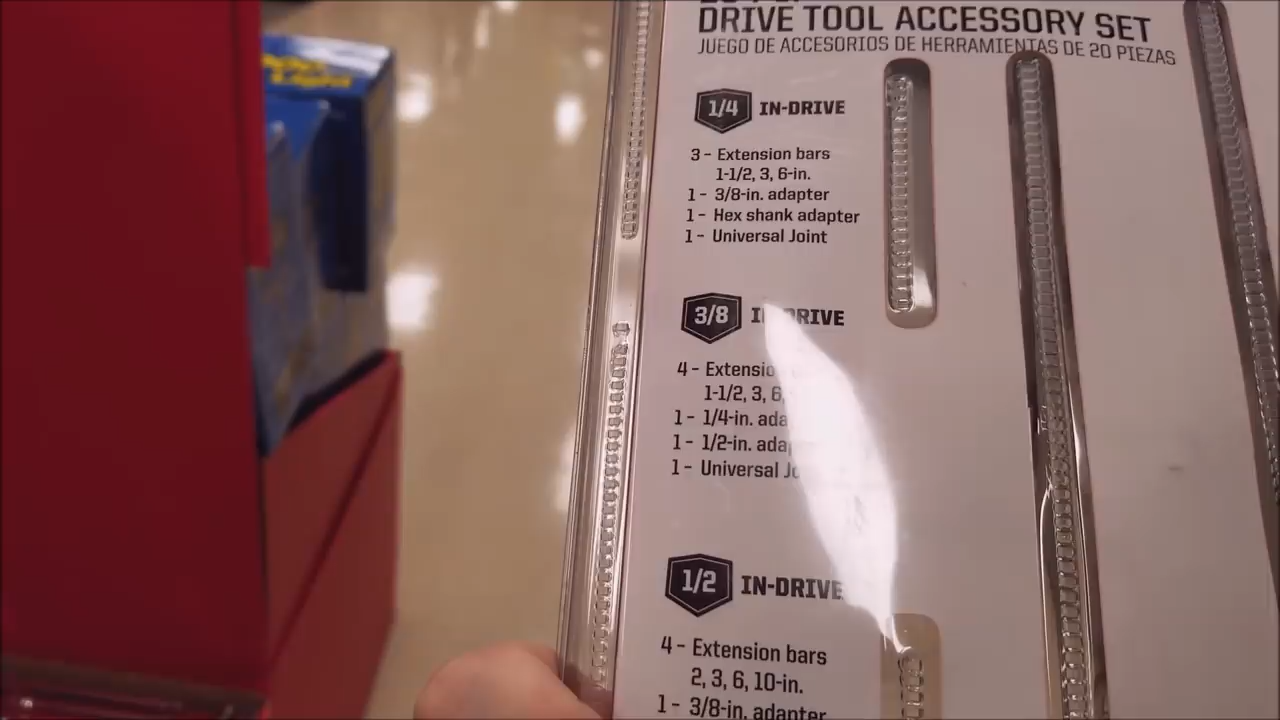 DRIVE TOOL ACCESSORY SET
JUEGO DE ACCESORIOS DE HERRAMIENTAS DE 20 PIEZAS
1/4 IN-DRIVE
3 - Extension bars
1-1/2, 3, 6-in.
1 - 3/8-in. adapter
1 - Hex shank adapter
1 - Universal Joint
3/8 IN-DRIVE
4 - Extensio
1-1/2, 3, 6,
1 - 1/4-in. ada
1 - 1/2-in. ada
1 - Universal Jo
1/2 IN-DRIVE
4 - Extension bars
2, 3, 6, 10-in.
1 - 3/8-in. adapter